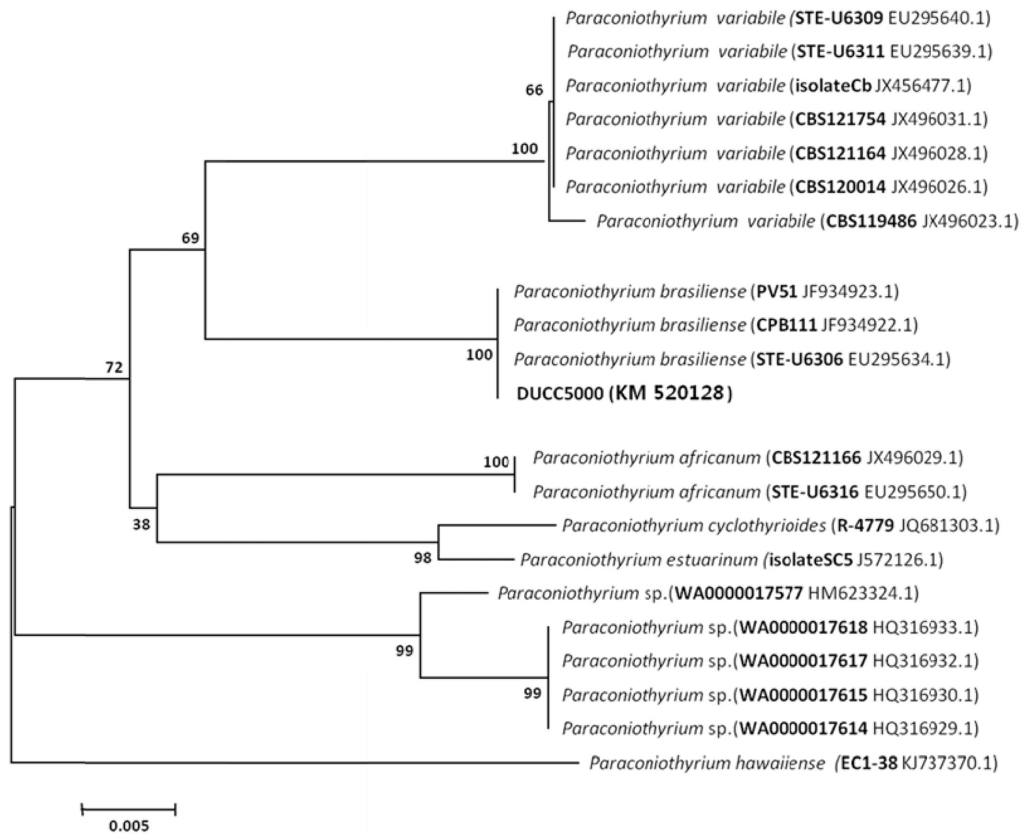 Paraconiothyrium variabile (STE-U6309 EU295640.1)
Paraconiothyrium variabile (STE-U6311 EU295639.1)
66
Paraconiothyrium variabile (isolateCb JX456477.1)
Paraconiothyrium variabile (CBS121754 JX496031.1)
100
Paraconiothyrium variabile (CBS121164 JX496028.1)
Paraconiothyrium variabile (CBS120014 JX496026.1)
Paraconiothyrium variabile (CBS119486 JX496023.1)
69
Paraconiothyrium brasiliense (PV51 JF934923.1)
Paraconiothyrium brasiliense (CPB111 JF934922.1)
100
Paraconiothyrium brasiliense (STE-U6306 EU295634.1)
72
DUCC5000 (KM 520128)
Paraconiothyrium africanum (CBS121166 JX496029.1)
100
Paraconiothyrium africanum (STE-U6316 EU295650.1)
38
Paraconiothyrium cyclothyrioides (R-4779 JQ681303.1)
98
Paraconiothyrium estuarinum (isolateSC5 J572126.1)
Paraconiothyrium sp.(WA0000017577 HM623324.1)
Paraconiothyrium sp.(WA0000017618 HQ316933.1)
99
Paraconiothyrium sp.(WA0000017617 HQ316932.1)
99
Paraconiothyrium sp.(WA0000017615 HQ316930.1)
Paraconiothyrium sp.(WA0000017614 HQ316929.1)
Paraconiothyrium hawaiiense (EC1-38 KJ737370.1)
0.005